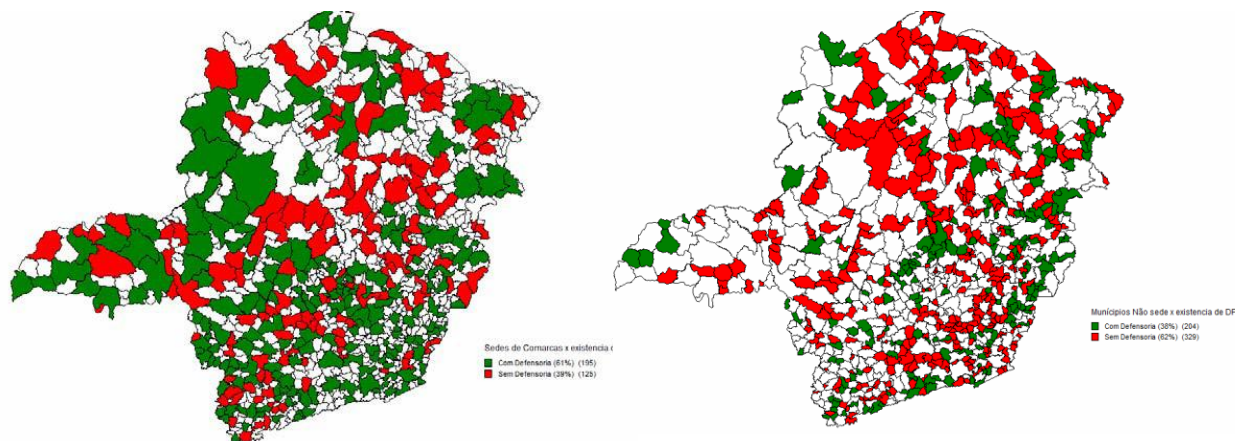 Sedes de Comarcas x existencia
Com Defensoria (61%) (195)
Sem Defensoria (39%) (125)
Munícipios Não sede x existencia de DP
Com Defensoria (38%) (204)
Sem Defensoria (62%) (329)